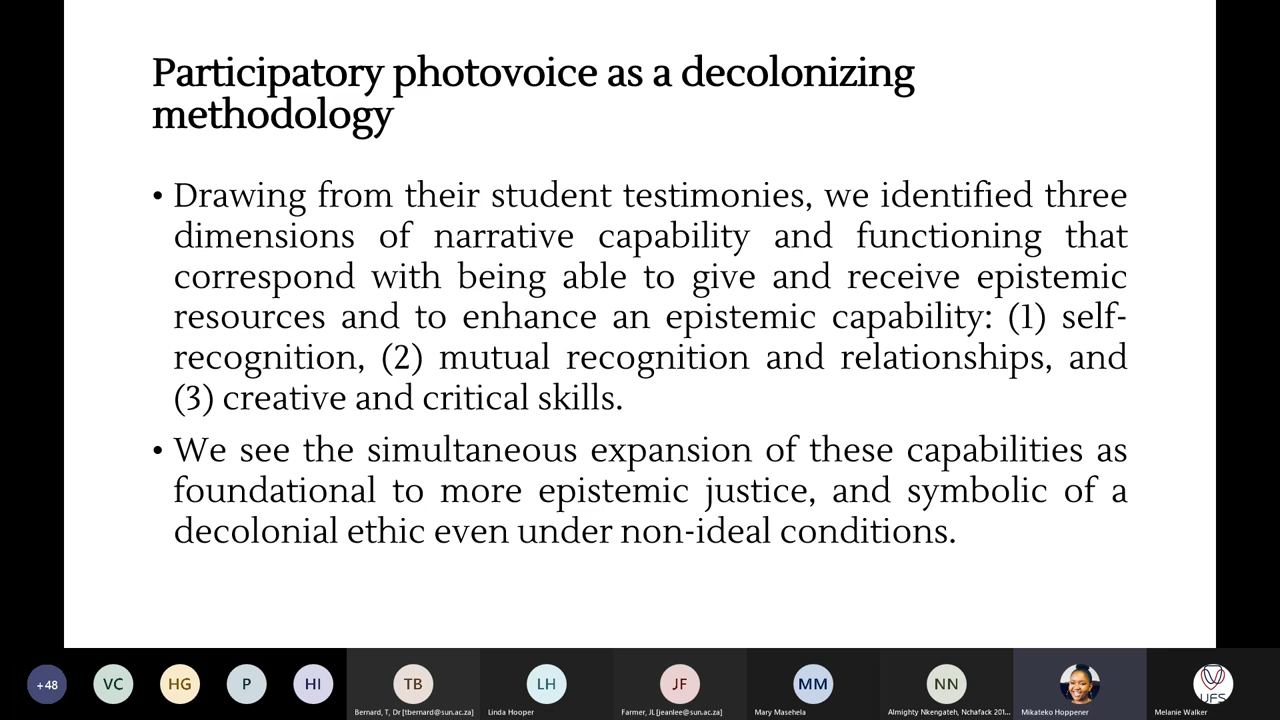 Participatory photovoice as a decolonizing
methodology
• Drawing from their student testimonies, we identified three
dimensions of narrative capability and functioning that
correspond with being able to give and receive epistemic
resources and to enhance an epistemic capability: (1) self-
recognition, (2) mutual recognition and relationships, and
(3) creative and critical skills.
• We see the simultaneous expansion of these capabilities as
foundational to more epistemic justice, and symbolic of a
decolonial ethic even under non-ideal conditions.
+48 VC HG P HI TB LH JF MM NN UFS
Bernard, T, Dr [tbernard@sun.ac.za] Linda Hooper Farmer, JL [jeanlee@sun.ac.za] Mary Masehela Almighty Nkengateh, Nchafack 201... Mikateko Hoppener Melanie Walker